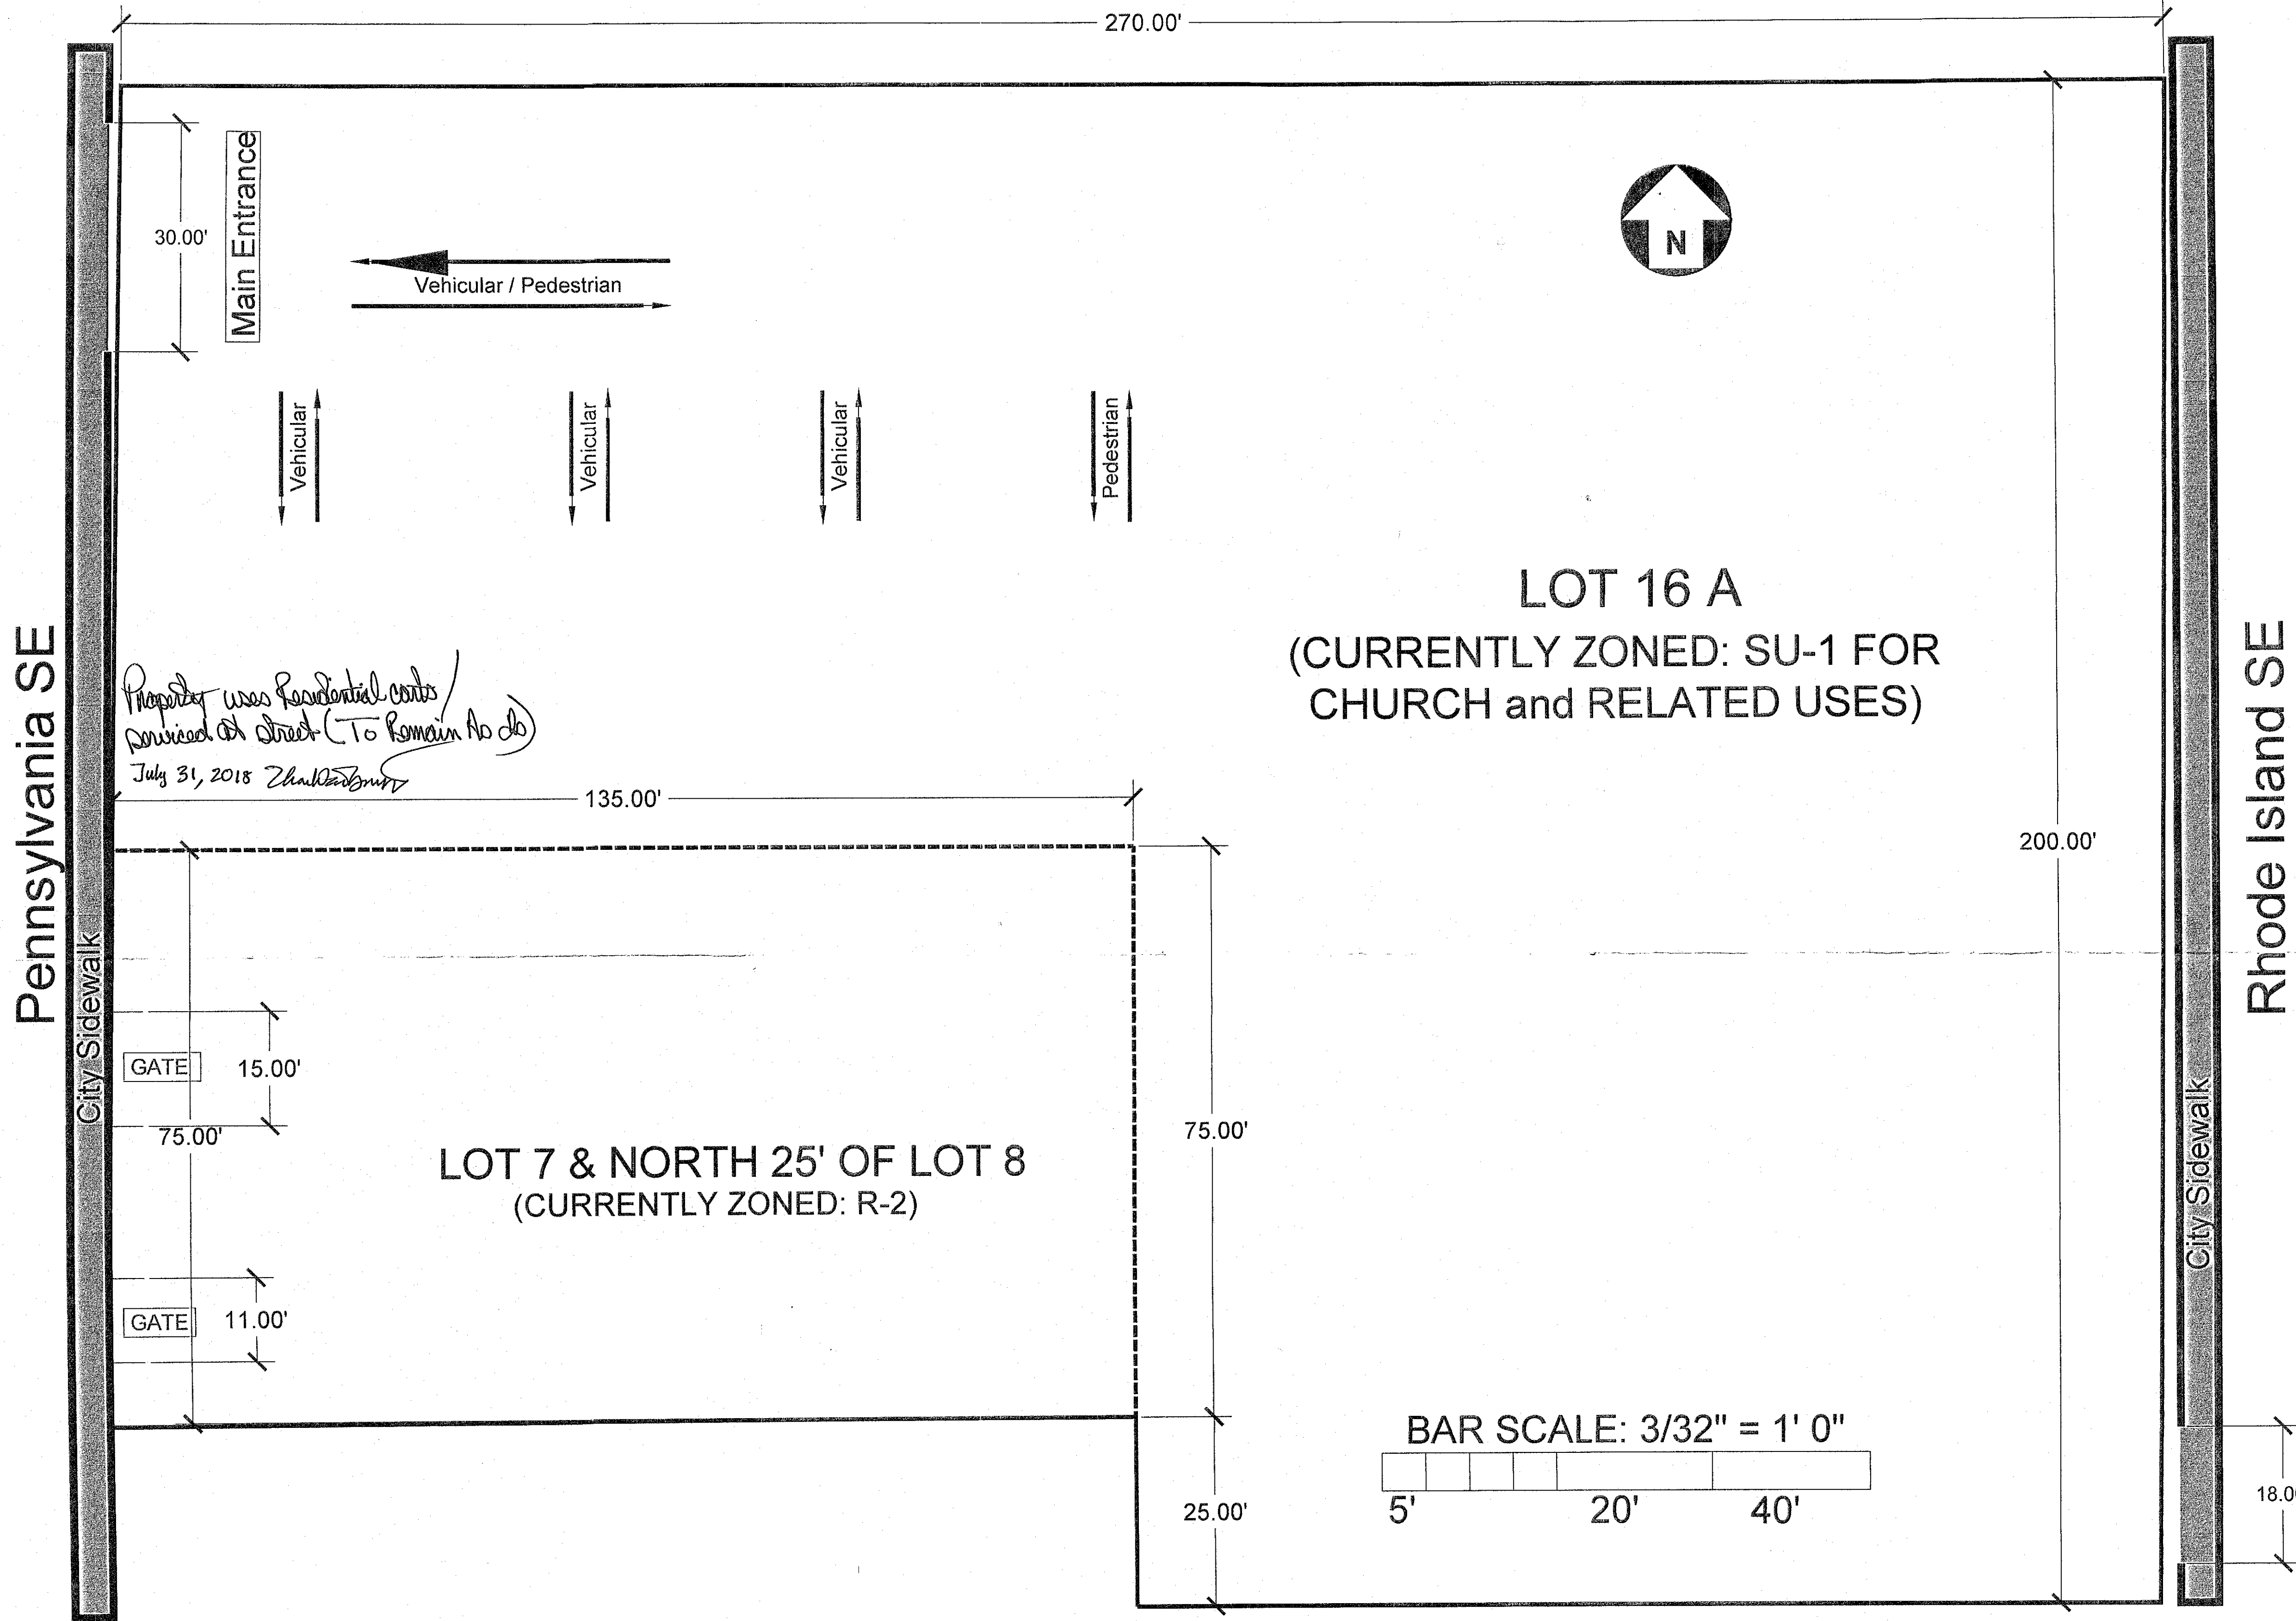 270.00'
Main Entrance
30.00'
N
Vehicular / Pedestrian
Vehicular
Vehicular
Vehicular
Pedestrian
LOT 16 A
(CURRENTLY ZONED: SU-1 FOR
CHURCH and RELATED USES)
Pennsylvania SE
Rhode Island SE
Property uses Residential carts /
serviced at street (To Remain As Is)
July 31, 2018
135.00'
200.00'
City Sidewalk
GATE
15.00'
75.00'
75.00'
LOT 7 & NORTH 25' OF LOT 8
(CURRENTLY ZONED: R-2)
City Sidewalk
GATE
11.00'
BAR SCALE: 3/32" = 1' 0"
5' 20' 40'
25.00'
18.0